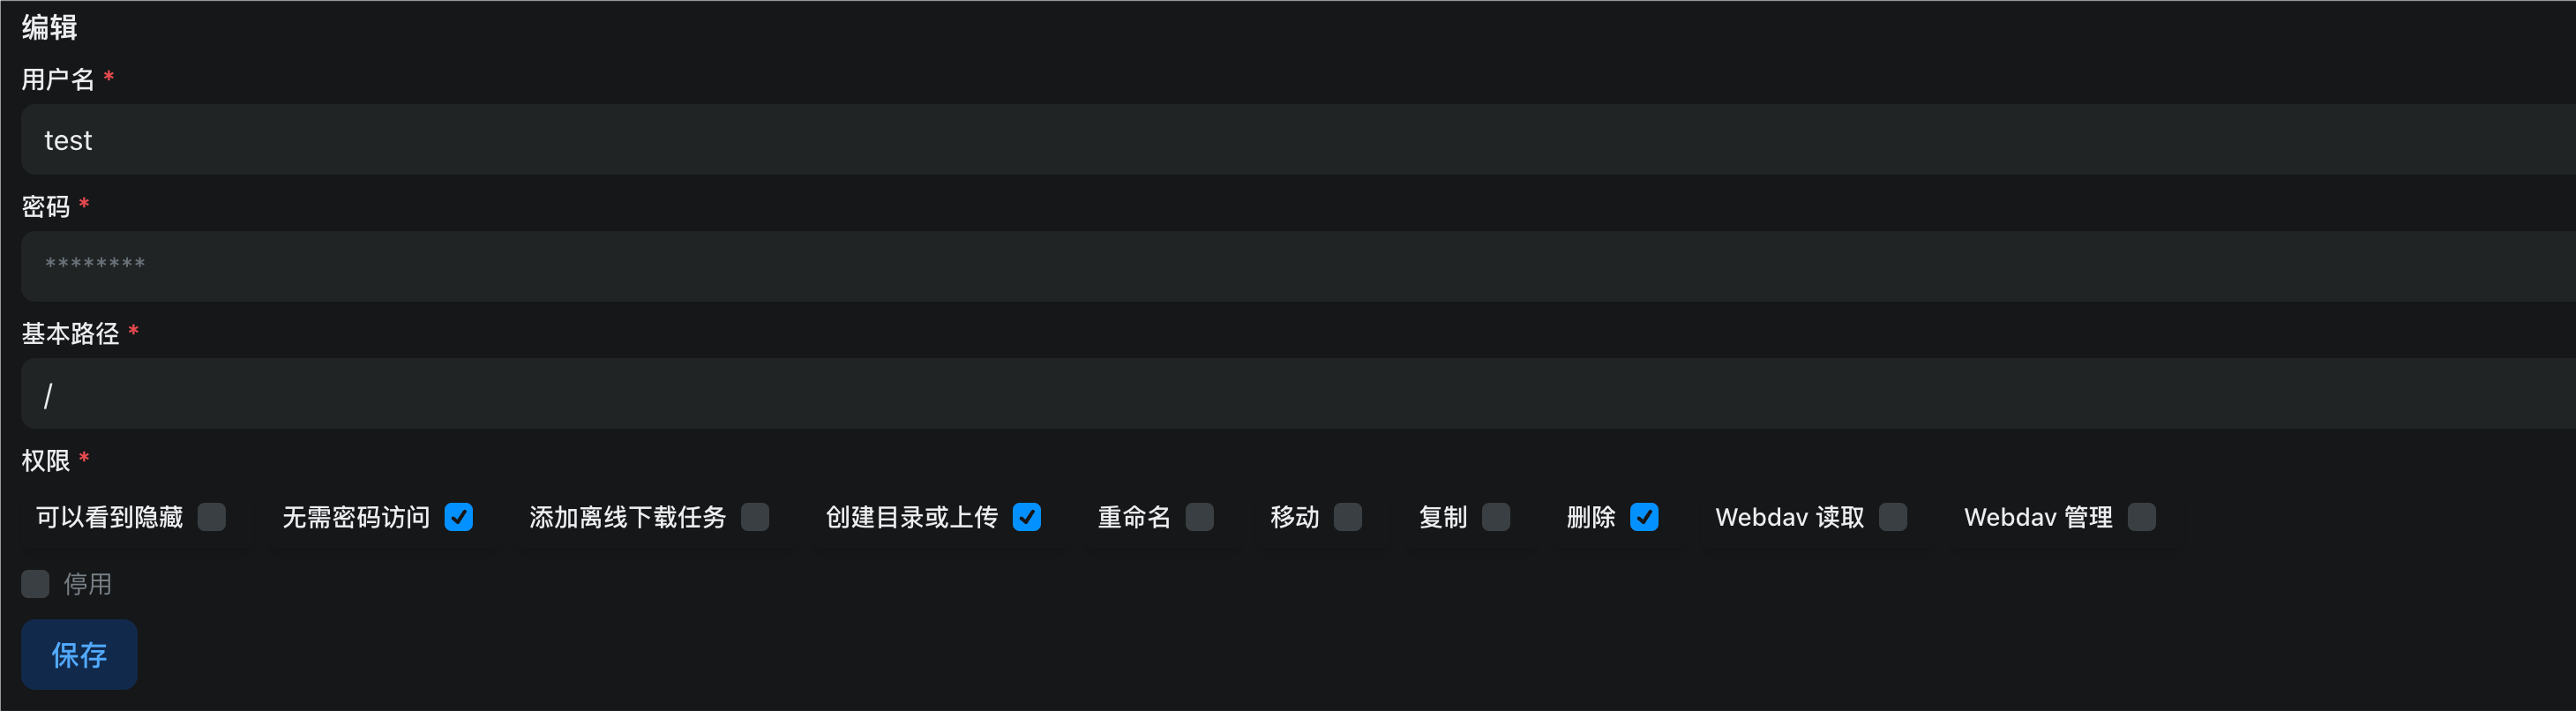 编辑
用户名 *
test
密码 *
********
基本路径 *
/
权限 *
可以看到隐藏 无需密码访问 添加离线下载任务 创建目录或上传 重命名 移动 复制 删除 Webdav 读取 Webdav 管理
停用
保存